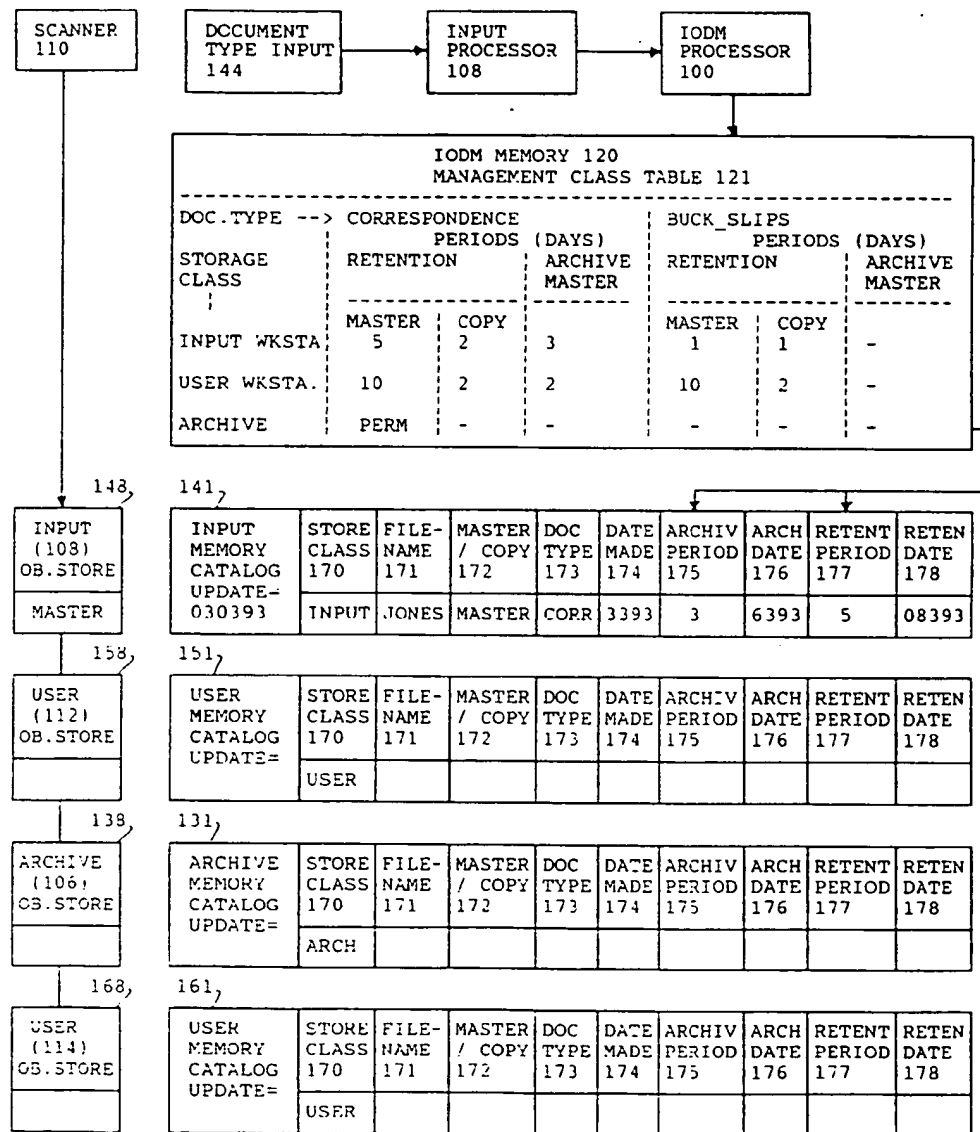 SCANNER
110
DOCUMENT
TYPE INPUT
144
INPUT
PROCESSOR
108
IODM
PROCESSOR
100
IODM MEMORY 120
MANAGEMENT CLASS TABLE 121
DOC.TYPE --> CORRESPONDENCE BUCK_SLIPS
PERIODS (DAYS) PERIODS (DAYS)
STORAGE RETENTION ARCHIVE RETENTION ARCHIVE
CLASS MASTER MASTER
MASTER COPY MASTER COPY
INPUT WKSTA 5 2 3 1 1 -
USER WKSTA. 10 2 2 10 2 -
ARCHIVE PERM - - - - -
148 141
INPUT
(108)
OB.STORE
MASTER
INPUT STORE FILE- MASTER DOC DATE ARCHIV ARCH RETENT RETEN
MEMORY CLASS NAME / COPY TYPE MADE PERIOD DATE PERIOD DATE
CATALOG 170 171 172 173 174 175 176 177 178
UPDATE=
030393 INPUT JONES MASTER CORR 3393 3 6393 5 08393
158 151
USER
(112)
OB.STORE
USER STORE FILE- MASTER DOC DATE ARCHIV ARCH RETENT RETEN
MEMORY CLASS NAME / COPY TYPE MADE PERIOD DATE PERIOD DATE
CATALOG 170 171 172 173 174 175 176 177 178
UPDATE=
USER
138 131
ARCHIVE
(106)
OB.STORE
ARCHIVE STORE FILE- MASTER DOC DATE ARCHIV ARCH RETENT RETEN
MEMORY CLASS NAME / COPY TYPE MADE PERIOD DATE PERIOD DATE
CATALOG 170 171 172 173 174 175 176 177 178
UPDATE=
ARCH
168 161
USER
(114)
OB.STORE
USER STORE FILE- MASTER DOC DATE ARCHIV ARCH RETENT RETEN
MEMORY CLASS NAME / COPY TYPE MADE PERIOD DATE PERIOD DATE
CATALOG 170 171 172 173 174 175 176 177 178
UPDATE=
USER